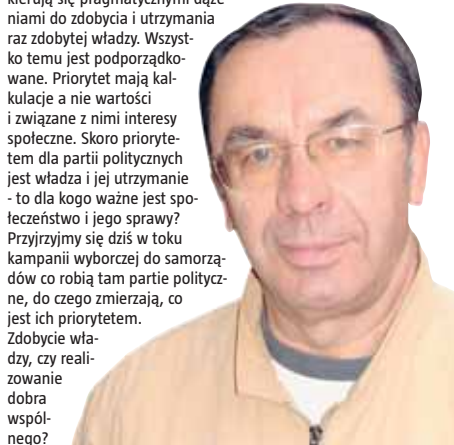 kierują się pragmatycznymi dąże-
niami do zdobycia i utrzymania
raz zdobytej władzy. Wszyst-
ko temu jest podporządko-
wane. Priorytet mają kal-
kulacje a nie wartości
i związane z nimi interesy
społeczne. Skoro prioryte-
tem dla partii politycznych
jest władza i jej utrzymanie
- to dla kogo ważne jest spo-
łeczeństwo i jego sprawy?
Przyjrzyjmy się dziś w toku
kampanii wyborczej do samorzą-
dów co robią tam partie politycz-
ne, do czego zmierzają, co
jest ich priorytetem.
Zdobycie wła-
dzy, czy reali-
zowanie
dobra
wspól-
nego?